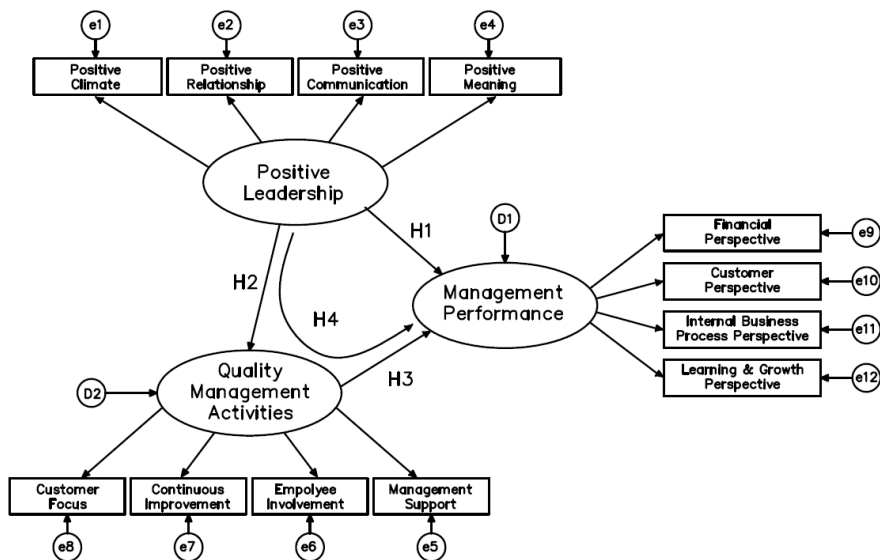 e1
e2
e3
e4
Positive
Climate
Positive
Relationship
Positive
Communication
Positive
Meaning
Positive
Leadership
H1
H2
H4
H3
D1
Management
Performance
Financial
Perspective
e9
Customer
Perspective
e10
Internal Business
Process Perspective
e11
Learning & Growth
Perspective
e12
D2
Quality
Management
Activities
Customer
Focus
Continuous
Improvement
Empolyee
Involvement
Management
Support
e8
e7
e6
e5